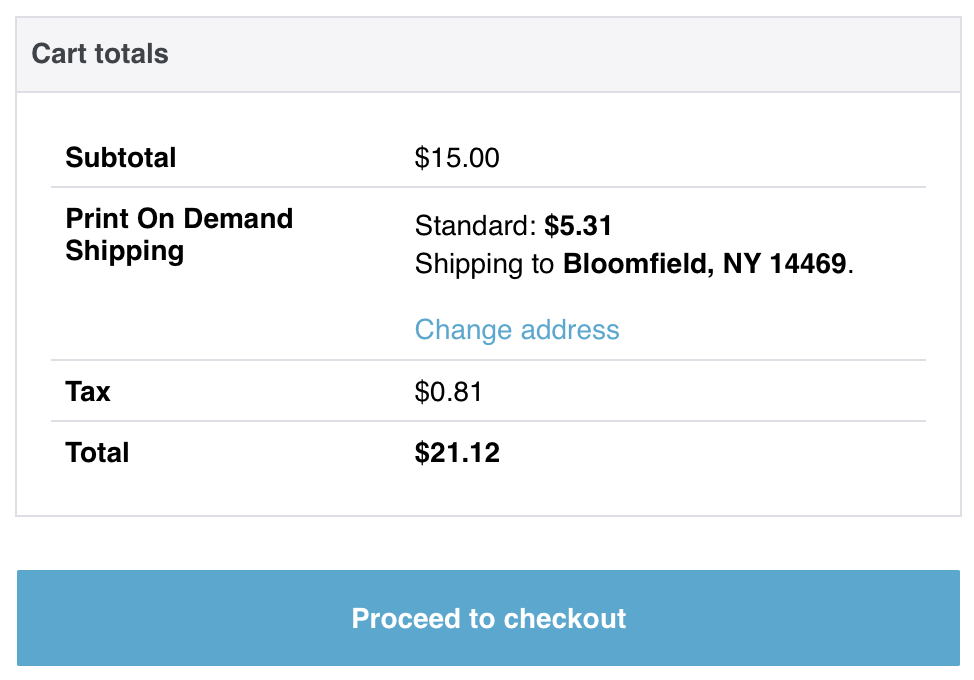 Cart totals
Subtotal $15.00
Print On Demand Shipping
Standard: $5.31
Shipping to Bloomfield, NY 14469.
Change address
Tax $0.81
Total $21.12
Proceed to checkout